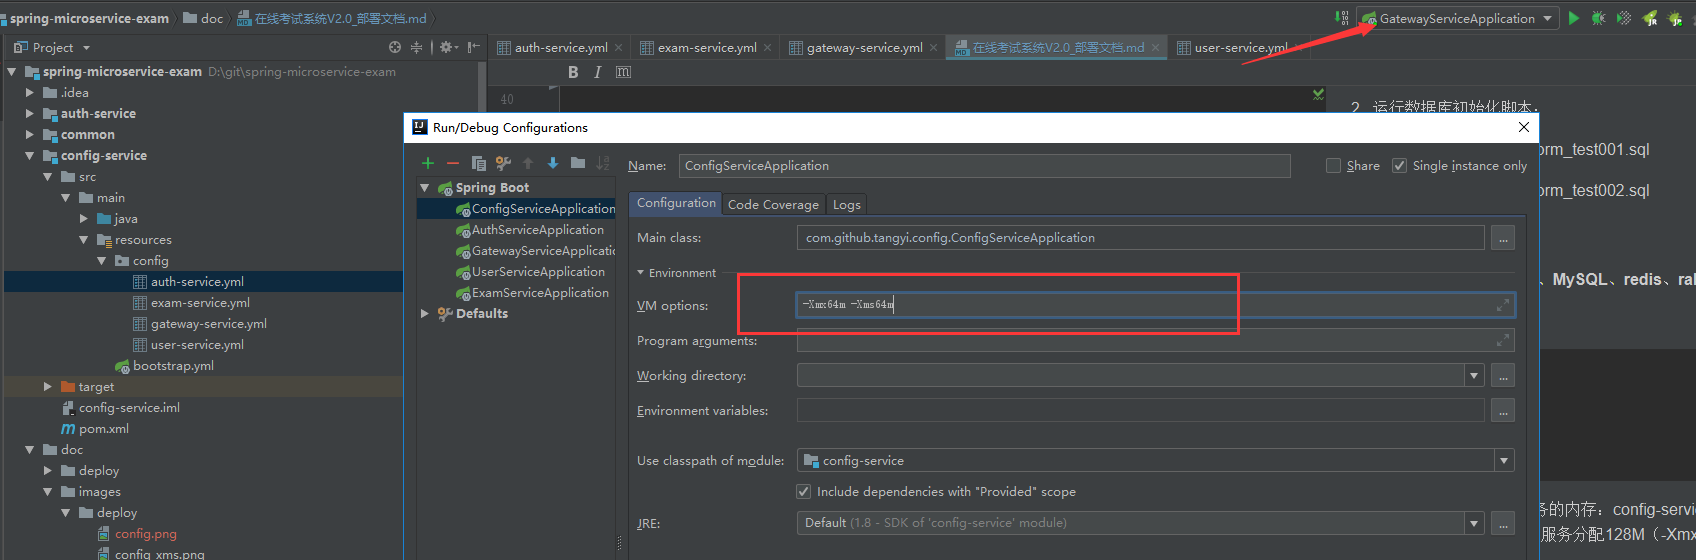 spring-microservice-exam
doc
在线考试系统V2.0_部署文档.md
GatewayServiceApplication
Project
auth-service.yml
exam-service.yml
gateway-service.yml
在线考试系统V2.0_部署文档.md
user-service.yml
B I m
40
2. 运行数据库初始化脚本：
orm_test001.sql
orm_test002.sql
、MySQL、redis、ra
务的内存：config-servi
服务分配128M（-Xmx
spring-microservice-exam D:\git\spring-microservice-exam
.idea
auth-service
common
config-service
src
main
java
resources
config
auth-service.yml
exam-service.yml
gateway-service.yml
user-service.yml
bootstrap.yml
target
config-service.iml
pom.xml
doc
deploy
images
deploy
config.png
config_xms.png
Run/Debug Configurations
Spring Boot
ConfigServiceApplication
AuthServiceApplication
GatewayServiceApplicatio
UserServiceApplication
ExamServiceApplication
Defaults
Name: ConfigServiceApplication
Share
Single instance only
Configuration
Code Coverage
Logs
Main class: com.github.tangyi.config.ConfigServiceApplication ...
Environment
VM options: -Xmx64m -Xms64m
Program arguments:
Working directory: ...
Environment variables: ...
Use classpath of module: config-service
Include dependencies with "Provided" scope
JRE: Default (1.8 - SDK of 'config-service' module) ...